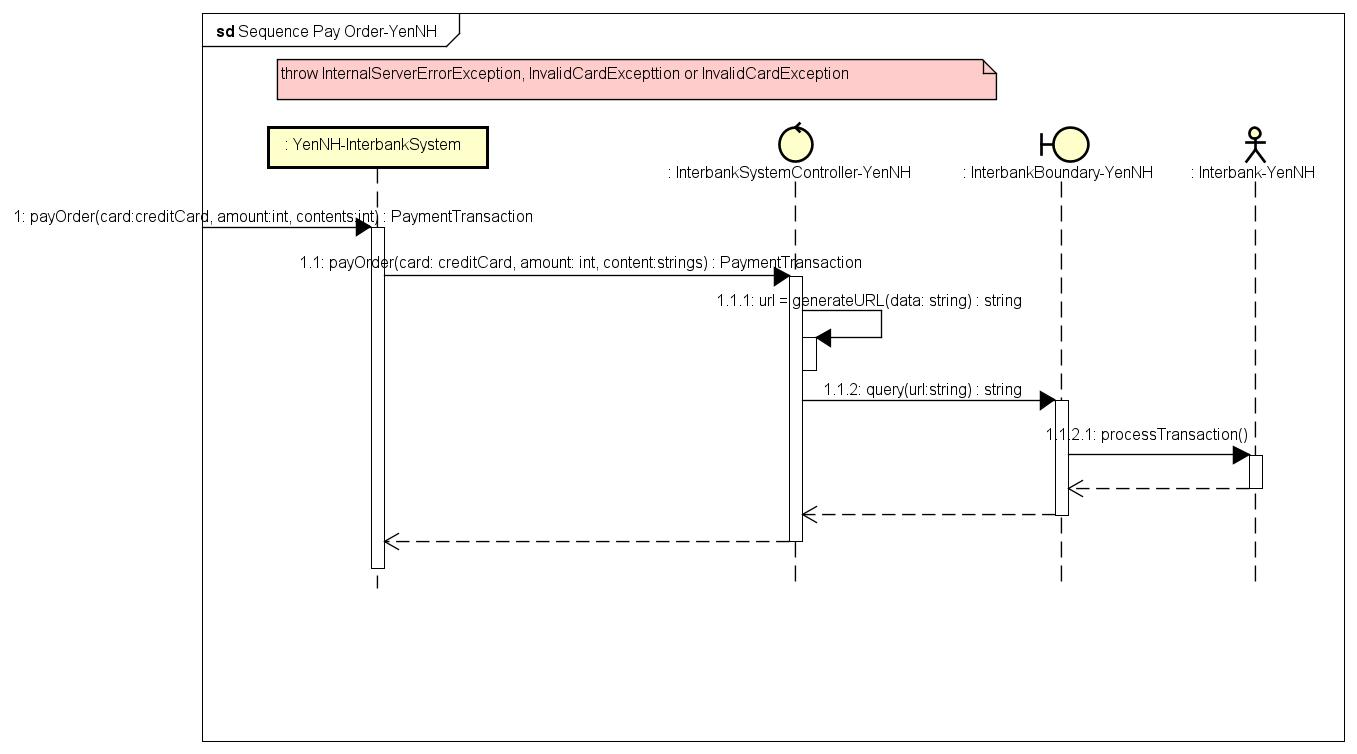 sd Sequence Pay Order-YenNH
throw InternalServerErrorException, InvalidCardExcepttion or InvalidCardException
: YenNH-InterbankSystem
: InterbankSystemController-YenNH
: InterbankBoundary-YenNH
: Interbank-YenNH
1: payOrder(card:creditCard, amount:int, contents:int) : PaymentTransaction
1.1: payOrder(card: creditCard, amount: int, content:strings) : PaymentTransaction
1.1.1: url = generateURL(data: string) : string
1.1.2: query(url:string) : string
1.1.2.1: processTransaction()